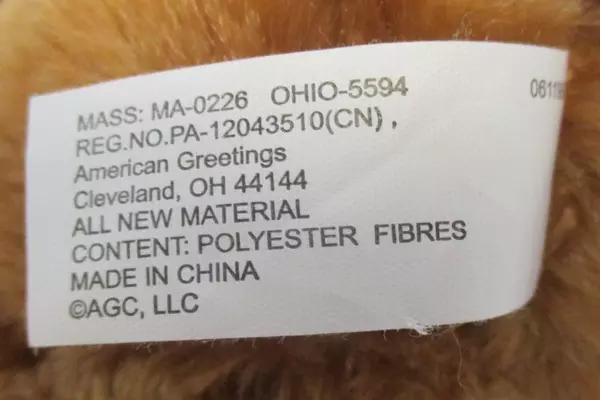 MASS: MA-0226 OHIO-5594
REG.NO.PA-12043510(CN) ,
American Greetings
Cleveland, OH 44144
ALL NEW MATERIAL
CONTENT: POLYESTER FIBRES
MADE IN CHINA
©AGC, LLC